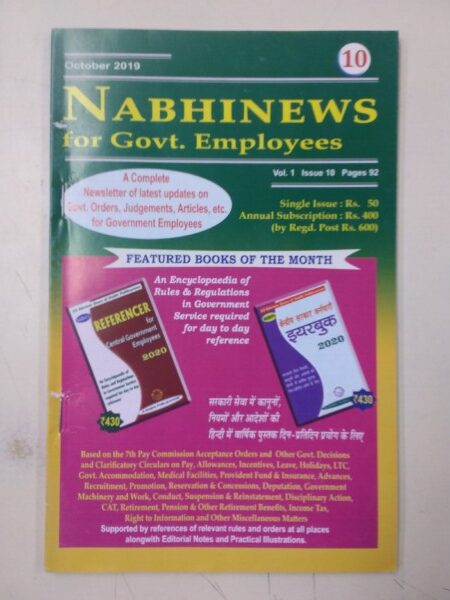 October 2019
10
NABHINEWS
for Govt. Employees
Vol. 1 Issue 10 Pages 92
A Complete
Newsletter of latest updates on
Govt. Orders, Judgements, Articles, etc.
for Government Employees
Single Issue : Rs. 50
Annual Subscription : Rs. 400
(by Regd. Post Rs. 600)
FEATURED BOOKS OF THE MONTH
An Encyclopaedia of
Rules & Regulations
in Government
Service required
for day to day
reference
REFERENCER
for
Central Government
Employees
2020
₹430
केन्द्रीय सरकार कर्मचारी
इयरबुक
2020
₹430
सरकारी सेवा में कानूनों,
नियमों और आदेशों की
हिन्दी में वार्षिक पुस्तक दिन-प्रतिदिन प्रयोग के लिए
Based on the 7th Pay Commission Acceptance Orders and Other Govt. Decisions
and Clarificatory Circulars on Pay, Allowances, Incentives, Leave, Holidays, LTC,
Govt. Accommodation, Medical Facilities, Provident Fund & Insurance, Advances,
Recruitment, Promotion, Reservation & Concessions, Deputation, Government
Machinery and Work, Conduct, Suspension & Reinstatement, Disciplinary Action,
CAT, Retirement, Pension & Other Retirement Benefits, Income Tax,
Right to Information and Other Miscellaneous Matters
Supported by references of relevant rules and orders at all places
alongwith Editorial Notes and Practical Illustrations.